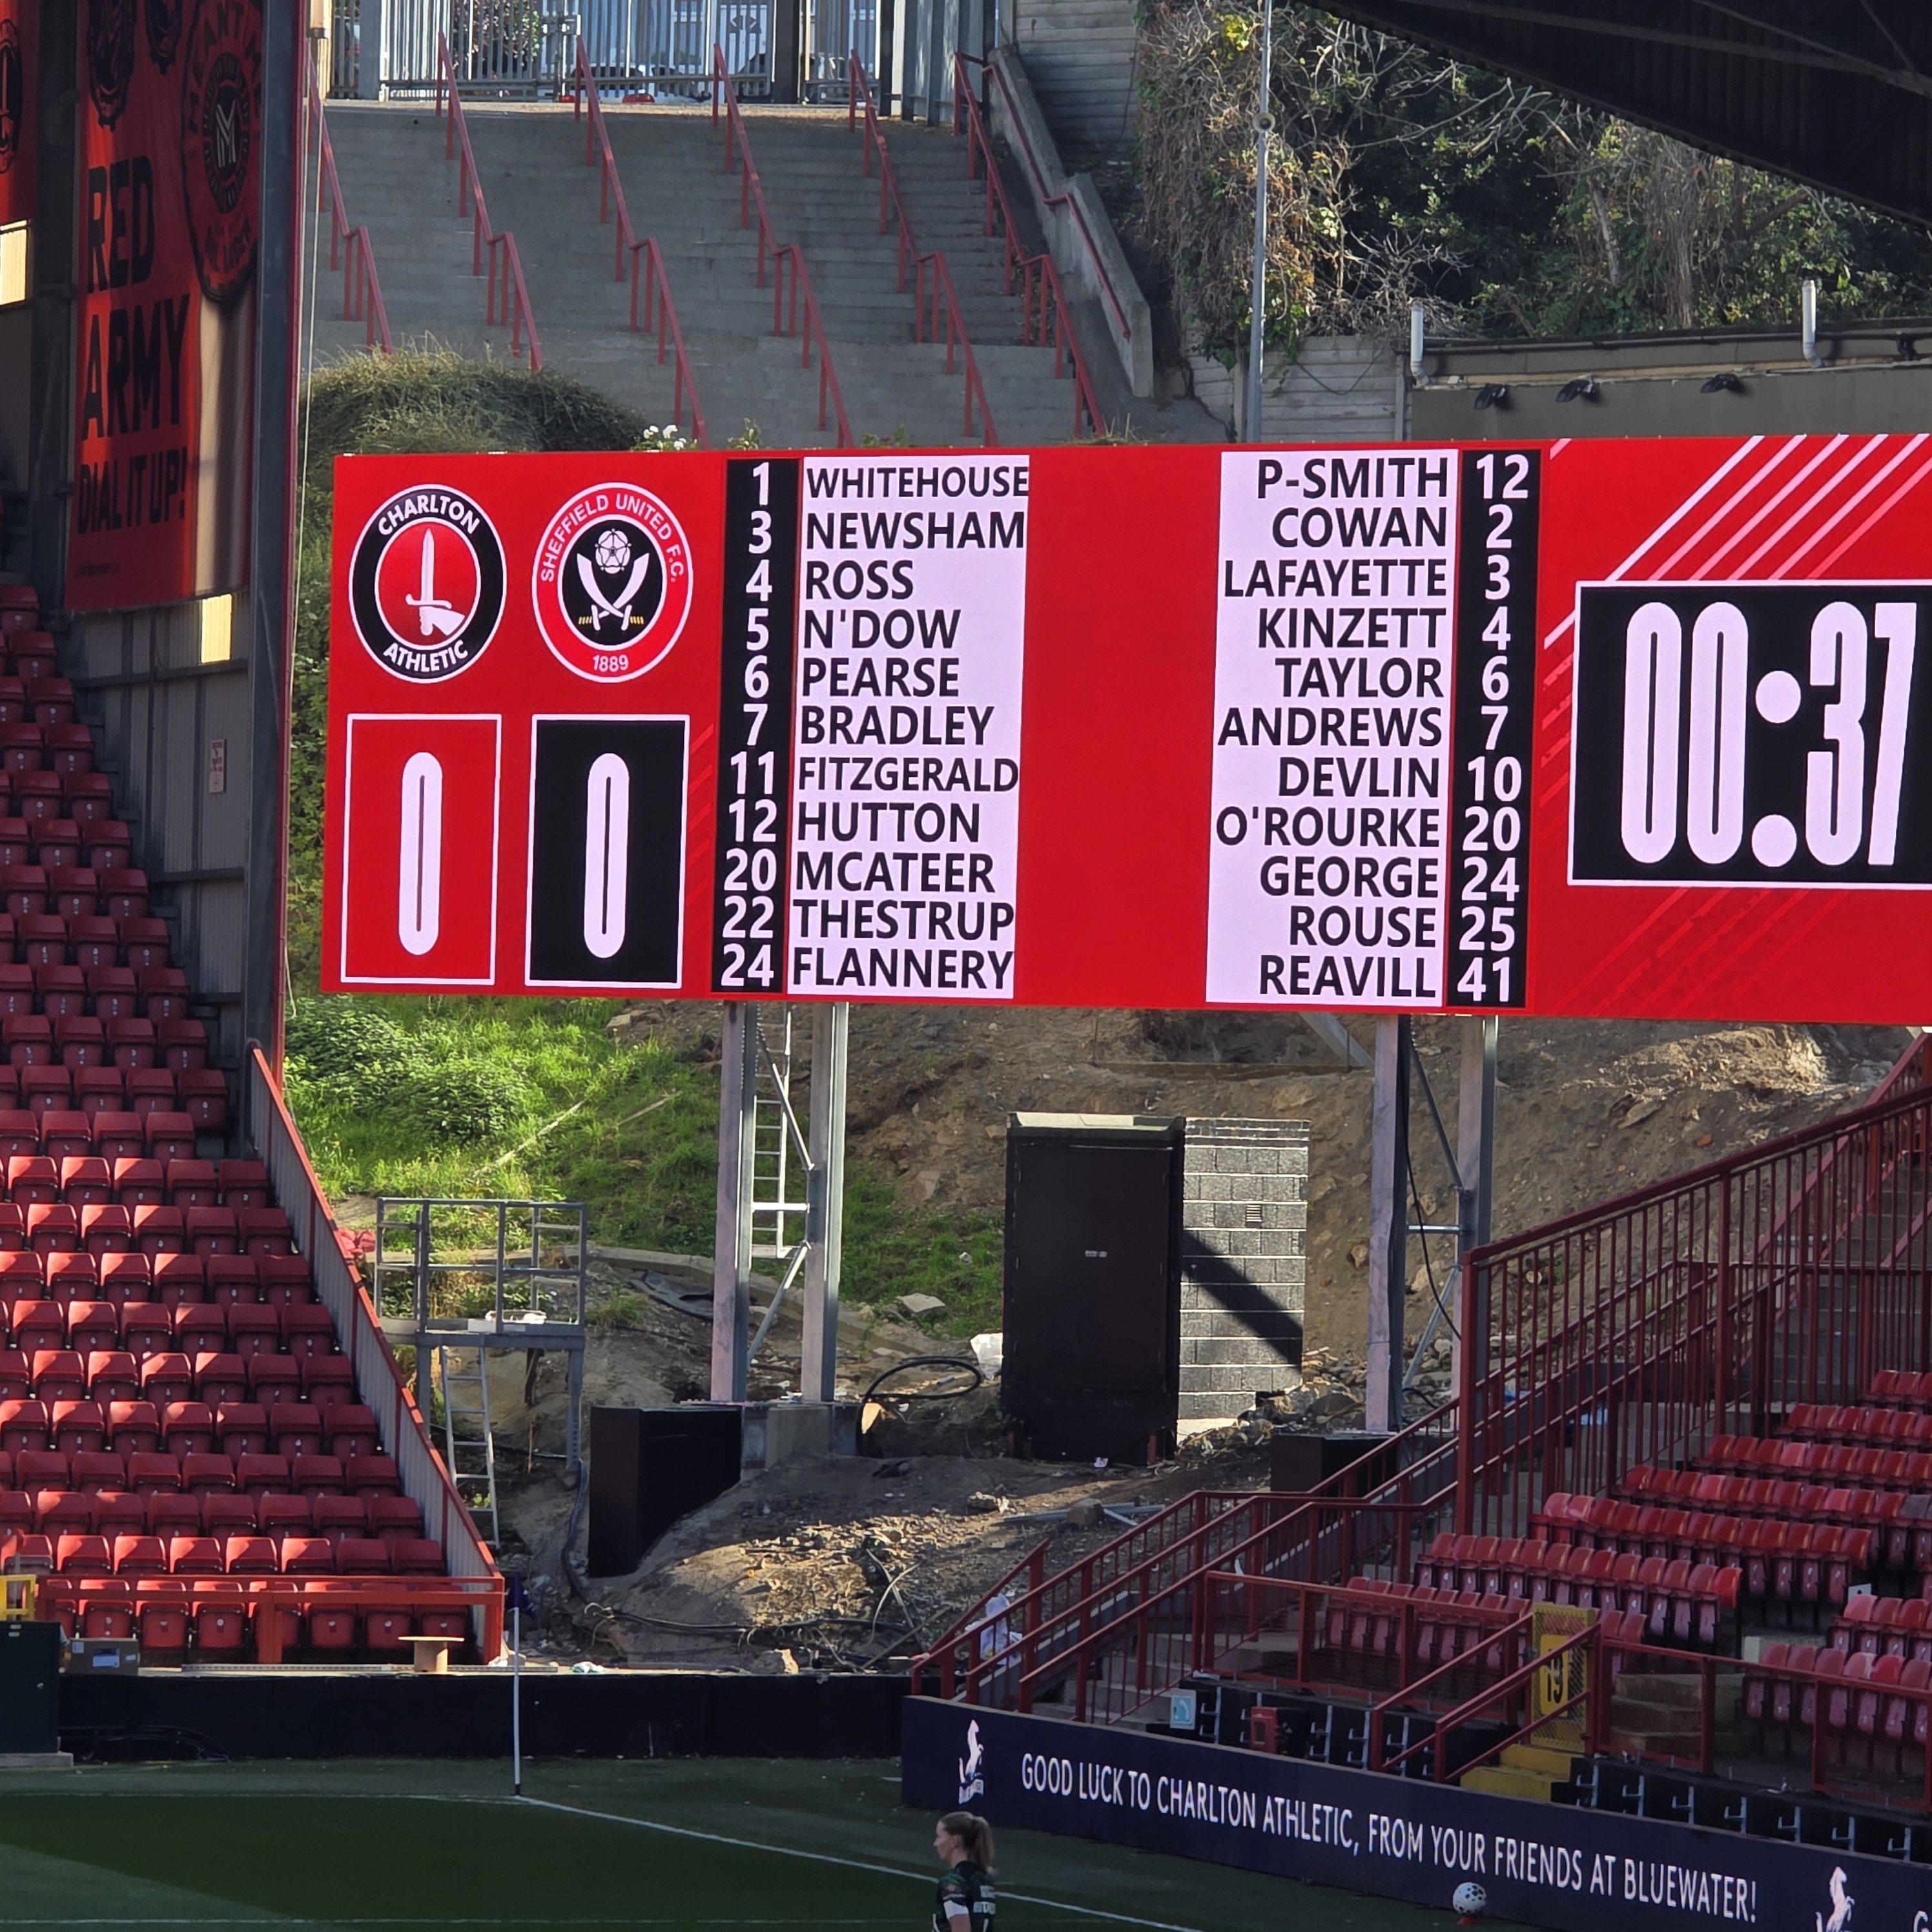 RED
ARMY
DIAL IT UP!
CHARLTON
ATHLETIC
SHEFFIELD UNITED F.C.
1889
0 0
1 WHITEHOUSE
3 NEWSHAM
4 ROSS
5 N'DOW
6 PEARSE
7 BRADLEY
11 FITZGERALD
12 HUTTON
20 MCATEER
22 THESTRUP
24 FLANNERY
P-SMITH 12
COWAN 2
LAFAYETTE 3
KINZETT 4
TAYLOR 6
ANDREWS 7
DEVLIN 10
O'ROURKE 20
GEORGE 24
ROUSE 25
REAVILL 41
00:37
19
GOOD LUCK TO CHARLTON ATHLETIC, FROM YOUR FRIENDS AT BLUEWATER!